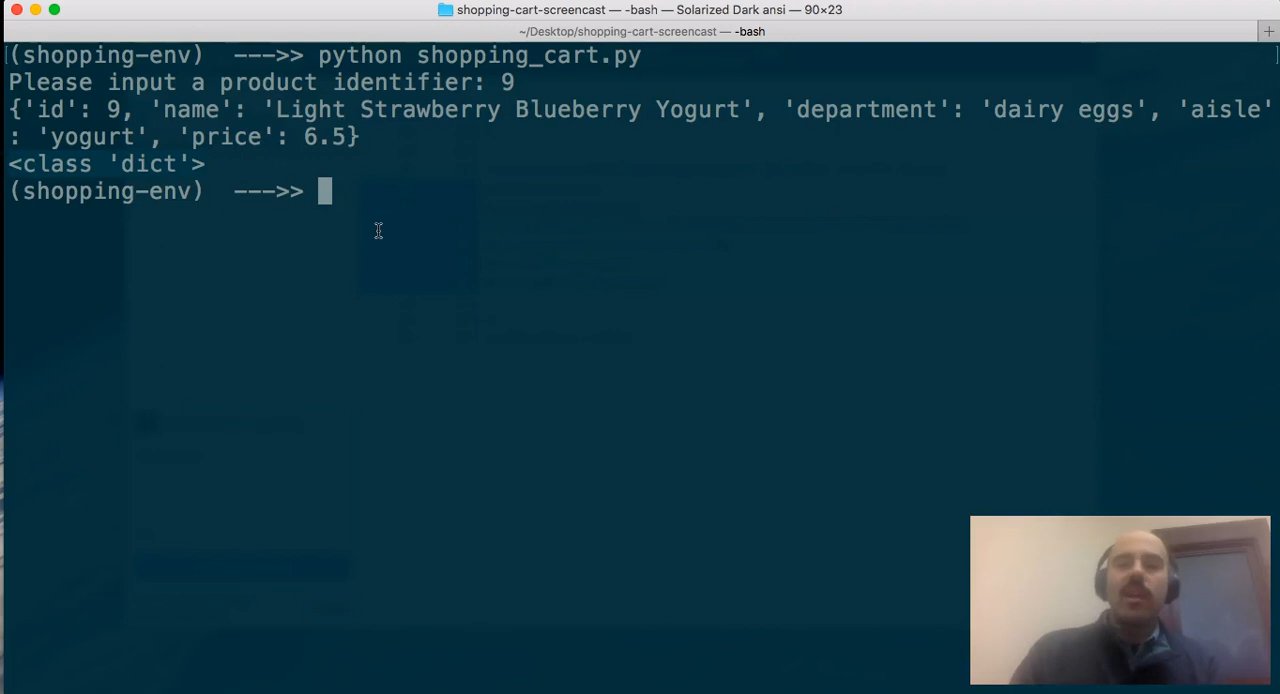 shopping-cart-screencast — -bash — Solarized Dark ansi — 90×23
~/Desktop/shopping-cart-screencast — -bash
(shopping-env)  --->> python shopping_cart.py
Please input a product identifier: 9
{'id': 9, 'name': 'Light Strawberry Blueberry Yogurt', 'department': 'dairy eggs', 'aisle'
: 'yogurt', 'price': 6.5}
<class 'dict'>
(shopping-env)  --->>